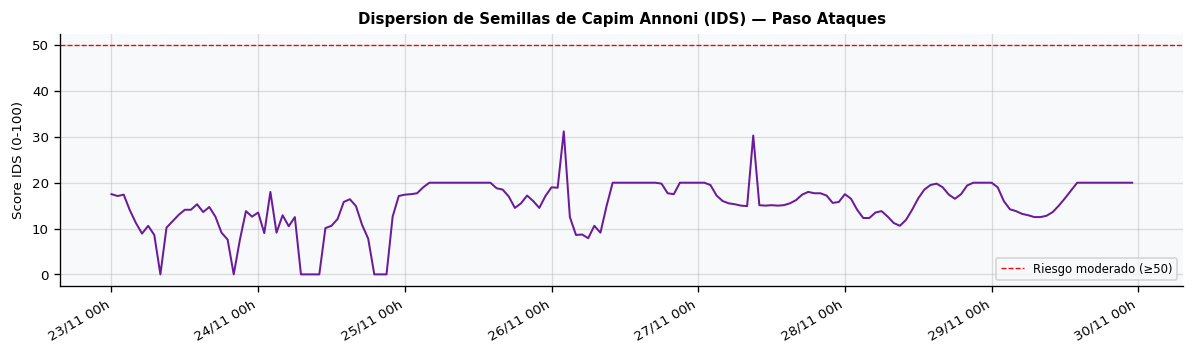 Dispersion de Semillas de Capim Annoni (IDS) — Paso Ataques
Score IDS (0-100)
50
40
30
20
10
0
Riesgo moderado (≥50)
23/11 00h
24/11 00h
25/11 00h
26/11 00h
27/11 00h
28/11 00h
29/11 00h
30/11 00h